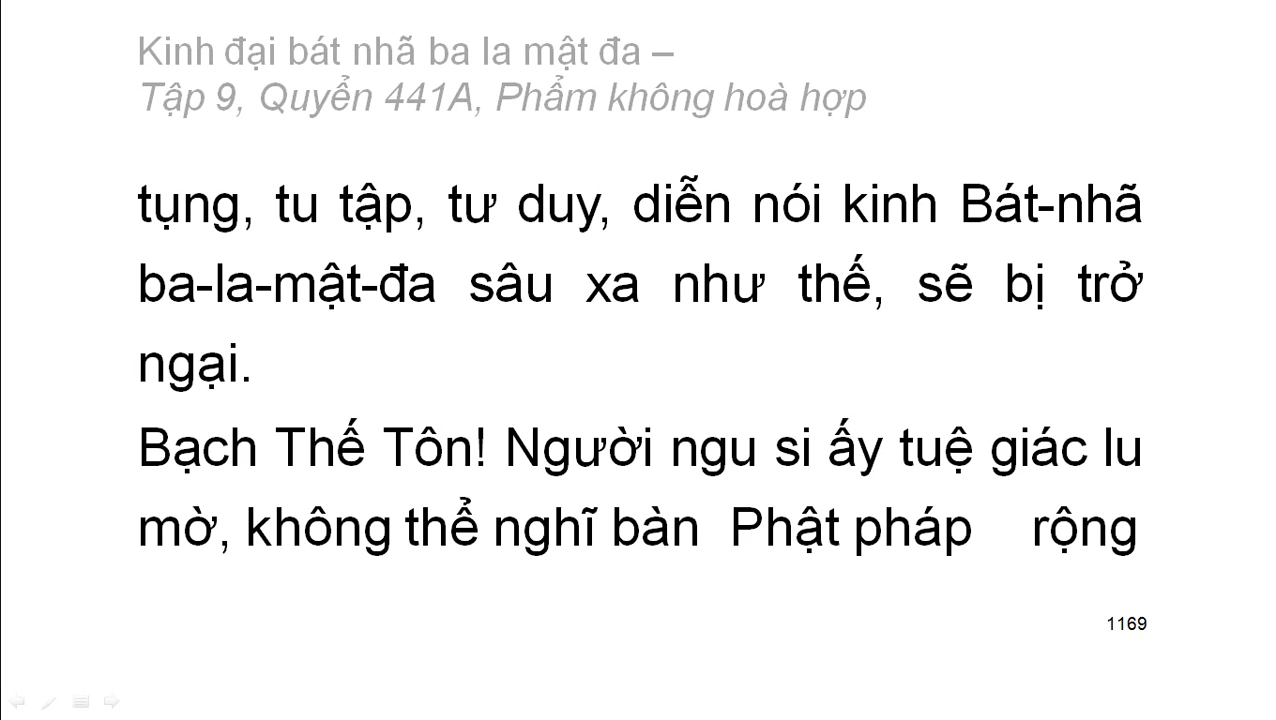 Kinh đại bát nhã ba la mật đa –
Tập 9, Quyển 441A, Phẩm không hoà hợp
tụng, tu tập, tư duy, diễn nói kinh Bát-nhã
ba-la-mật-đa sâu xa như thế, sẽ bị trở
ngại.
Bạch Thế Tôn! Người ngu si ấy tuệ giác lu
mờ, không thể nghĩ bàn Phật pháp rộng
1169